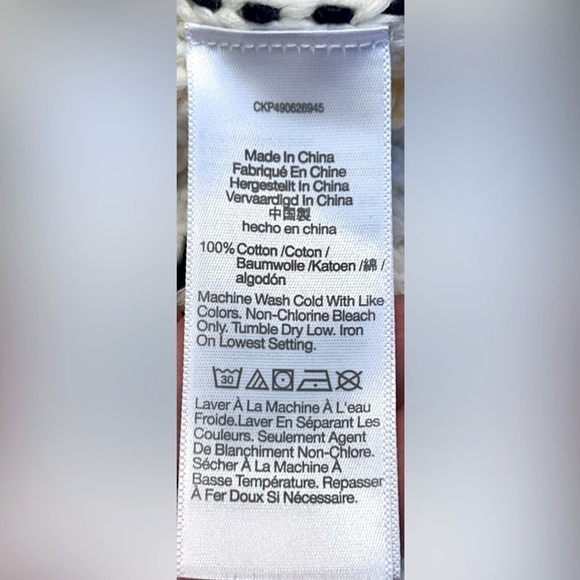 CKP490626945
Made In China
Fabriqué En Chine
Hergestellt In China
Vervaardigd In China
中国製
hecho en china
100% Cotton /Coton /
Baumwolle /Katoen /綿 /
algodón
Machine Wash Cold With Like
Colors. Non-Chlorine Bleach
Only. Tumble Dry Low. Iron
On Lowest Setting.
30
Laver À La Machine À L'eau
Froide.Laver En Séparant Les
Couleurs. Seulement Agent
De Blanchiment Non-Chlore.
Sécher À La Machine À
Basse Température. Repasser
À Fer Doux Si Nécessaire.